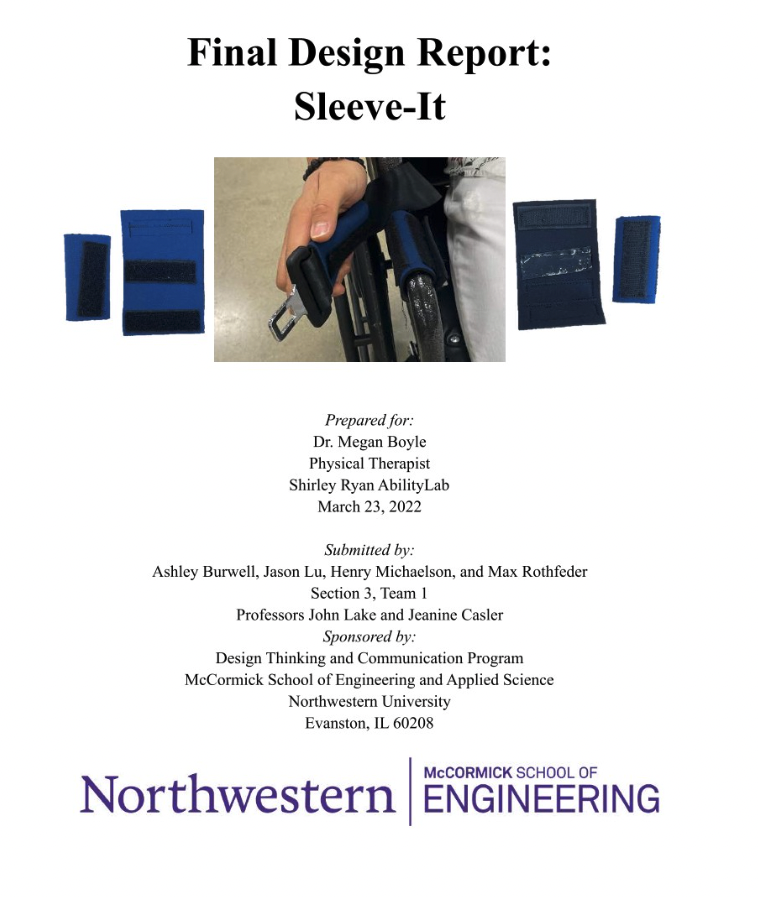 Final Design Report:
Sleeve-It
Prepared for:
Dr. Megan Boyle
Physical Therapist
Shirley Ryan AbilityLab
March 23, 2022
Submitted by:
Ashley Burwell, Jason Lu, Henry Michaelson, and Max Rothfeder
Section 3, Team 1
Professors John Lake and Jeanine Casler
Sponsored by:
Design Thinking and Communication Program
McCormick School of Engineering and Applied Science
Northwestern University
Evanston, IL 60208
Northwestern
McCORMICK SCHOOL OF
ENGINEERING